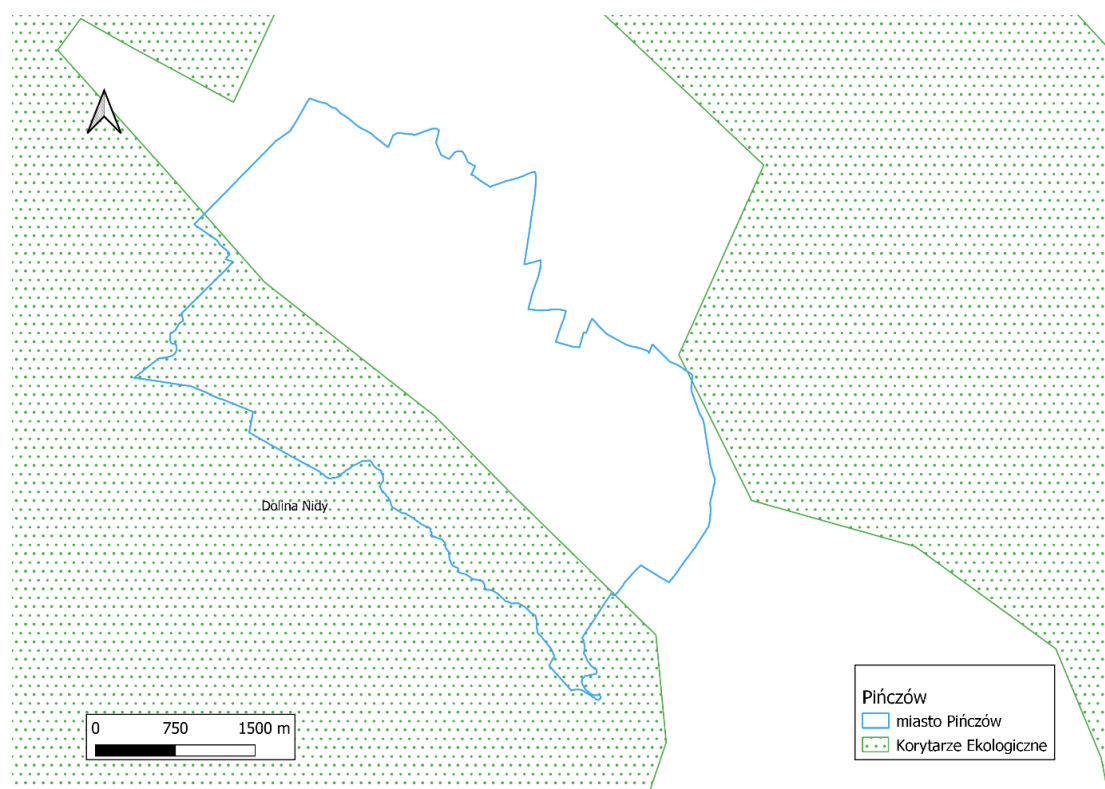 Dolina Nidy
0 750 1500 m
Pińczów
miasto Pińczów
Korytarze Ekologiczne